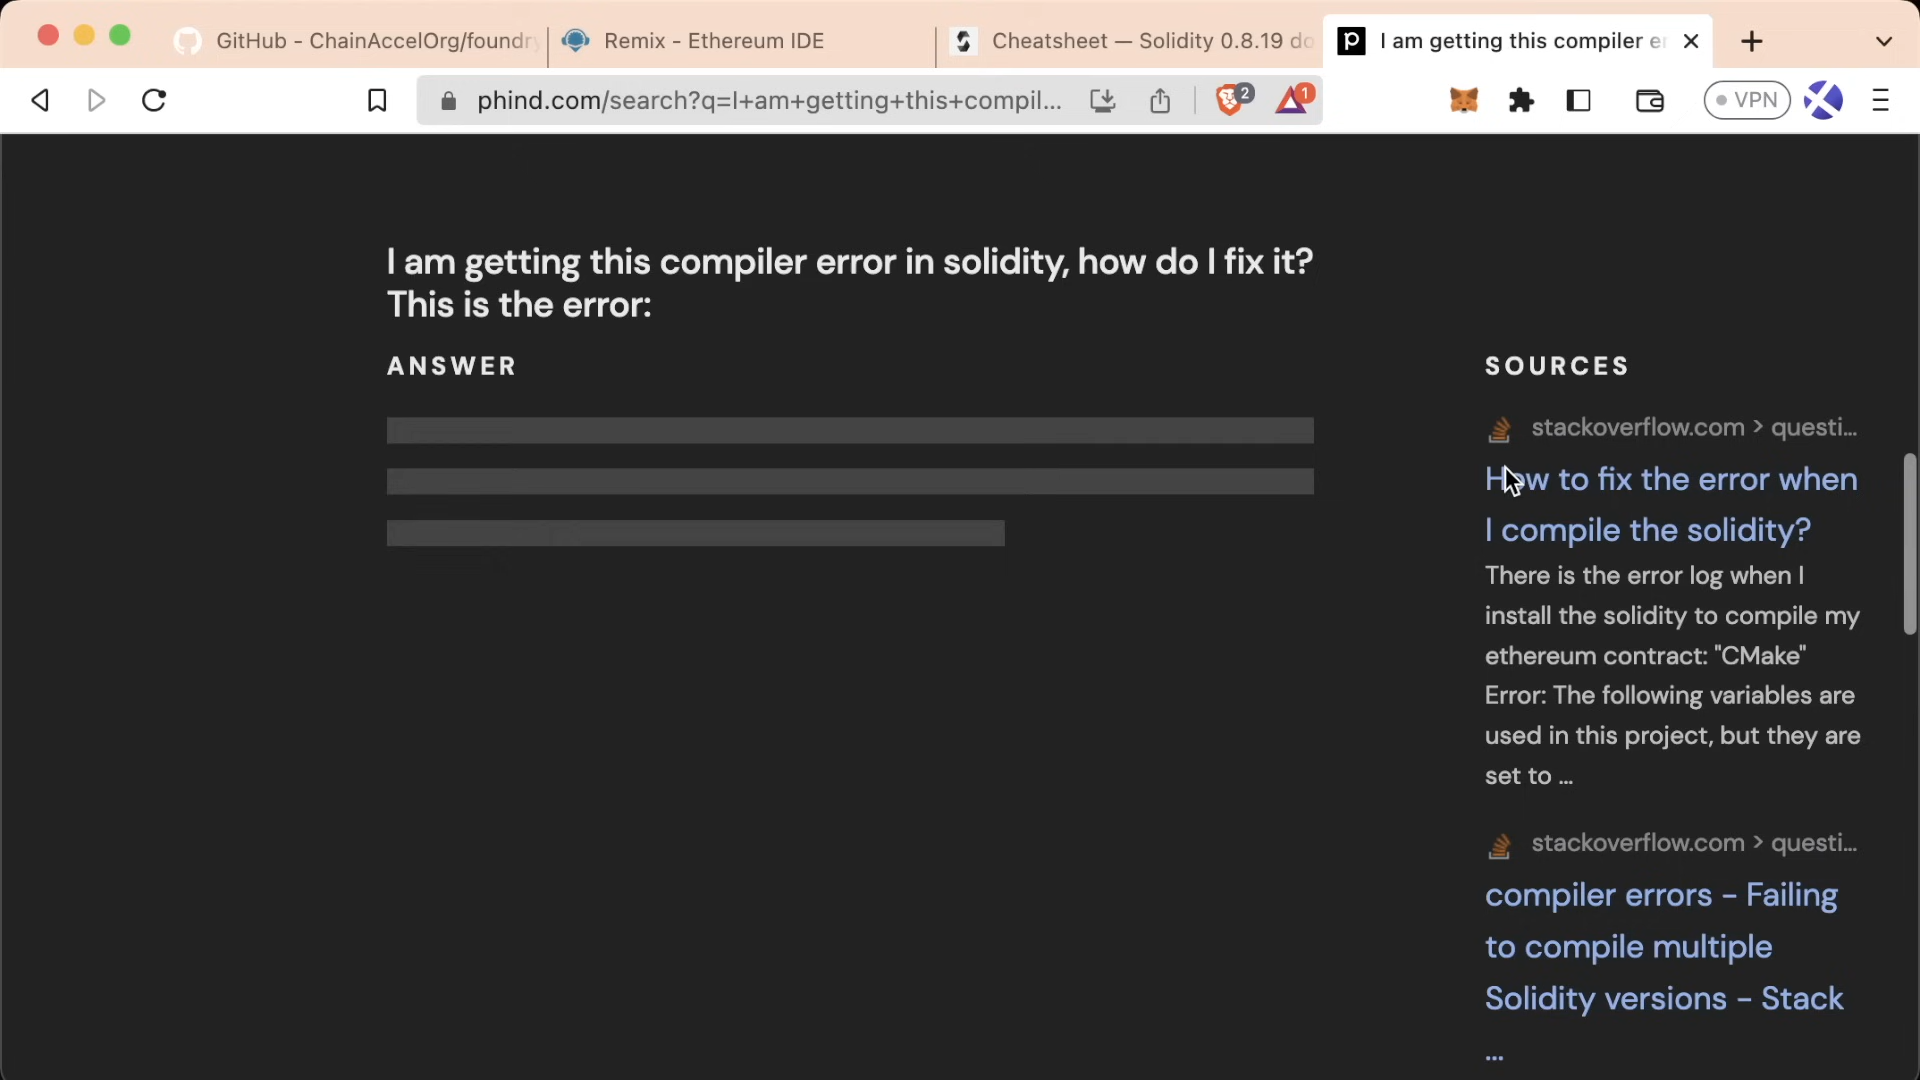 GitHub - ChainAccelOrg/foundry
Remix - Ethereum IDE
Cheatsheet — Solidity 0.8.19 do
I am getting this compiler er
phind.com/search?q=I+am+getting+this+compil...
2
1
VPN
I am getting this compiler error in solidity, how do I fix it?
This is the error:
ANSWER
SOURCES
stackoverflow.com > questi...
How to fix the error when
I compile the solidity?
There is the error log when I
install the solidity to compile my
ethereum contract: "CMake"
Error: The following variables are
used in this project, but they are
set to ...
stackoverflow.com > questi...
compiler errors - Failing
to compile multiple
Solidity versions - Stack
...